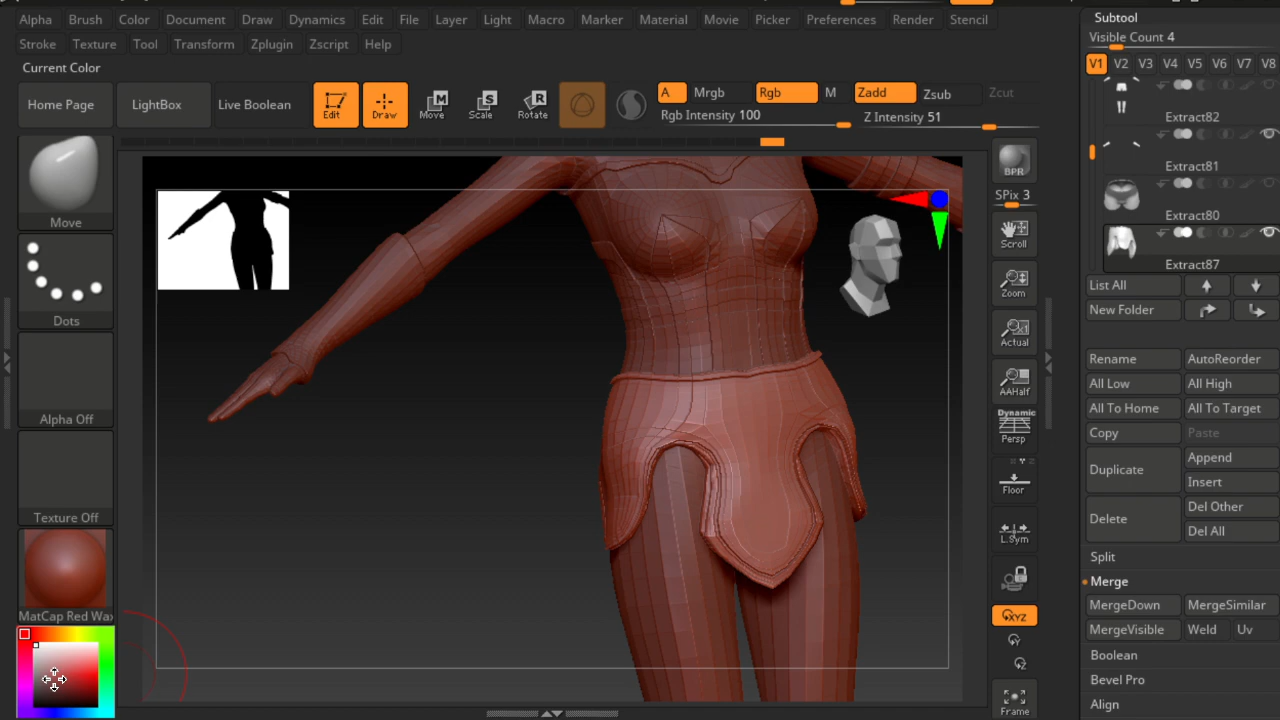 Alpha Brush Color Document Draw Dynamics Edit File Layer Light Macro Marker Material Movie Picker Preferences Render Stencil
Stroke Texture Tool Transform Zplugin Zscript Help
Current Color
Home Page LightBox Live Boolean Edit Draw Move Scale Rotate
A Mrgb Rgb M Zadd Zsub Zcut
Rgb Intensity 100 Z Intensity 51
Move
Dots
Alpha Off
Texture Off
MatCap Red Wax
BPR
SPix 3
Scroll
Zoom
Actual
AAHalf
Dynamic
Persp
Floor
L.Sym
XYZ
Y
Z
Frame
Subtool
Visible Count 4
V1 V2 V3 V4 V5 V6 V7 V8
Extract82
Extract81
Extract80
Extract87
List All
New Folder
Rename AutoReorder
All Low All High
All To Home All To Target
Copy Paste
Duplicate Append
Insert
Delete Del Other
Del All
Split
Merge
MergeDown MergeSimilar
MergeVisible Weld Uv
Boolean
Bevel Pro
Align